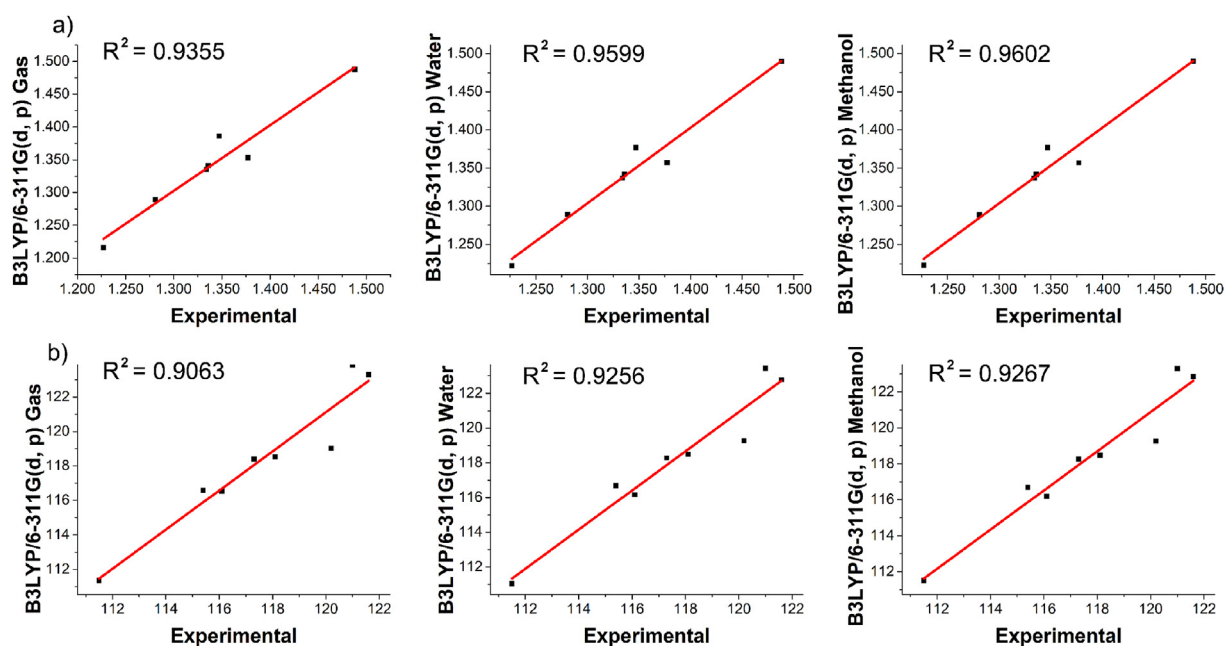 a)
R² = 0.9355
B3LYP/6-311G(d, p) Gas
1.500
1.450
1.400
1.350
1.300
1.250
1.200
1.200 1.250 1.300 1.350 1.400 1.450 1.500
Experimental
R² = 0.9599
B3LYP/6-311G(d, p) Water
1.500
1.450
1.400
1.350
1.300
1.250
1.250 1.300 1.350 1.400 1.450 1.500
Experimental
R² = 0.9602
B3LYP/6-311G(d, p) Methanol
1.500
1.450
1.400
1.350
1.300
1.250
1.250 1.300 1.350 1.400 1.450 1.500
Experimental
b)
R² = 0.9063
B3LYP/6-311G(d, p) Gas
122
120
118
116
114
112
112 114 116 118 120 122
Experimental
R² = 0.9256
B3LYP/6-311G(d, p) Water
122
120
118
116
114
112
112 114 116 118 120 122
Experimental
R² = 0.9267
B3LYP/6-311G(d, p) Methanol
122
120
118
116
114
112
112 114 116 118 120 122
Experimental